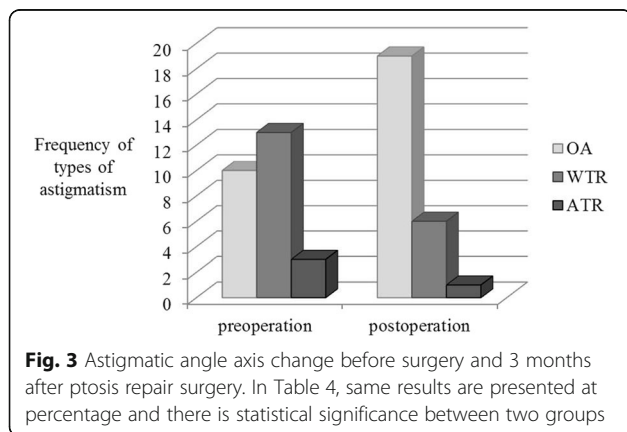 20
18
16
14
12
10
8
6
4
2
0
Frequency of
types of
astigmatism
preoperation
postoperation
OA
WTR
ATR
Fig. 3 Astigmatic angle axis change before surgery and 3 months
after ptosis repair surgery. In Table 4, same results are presented at
percentage and there is statistical significance between two groups